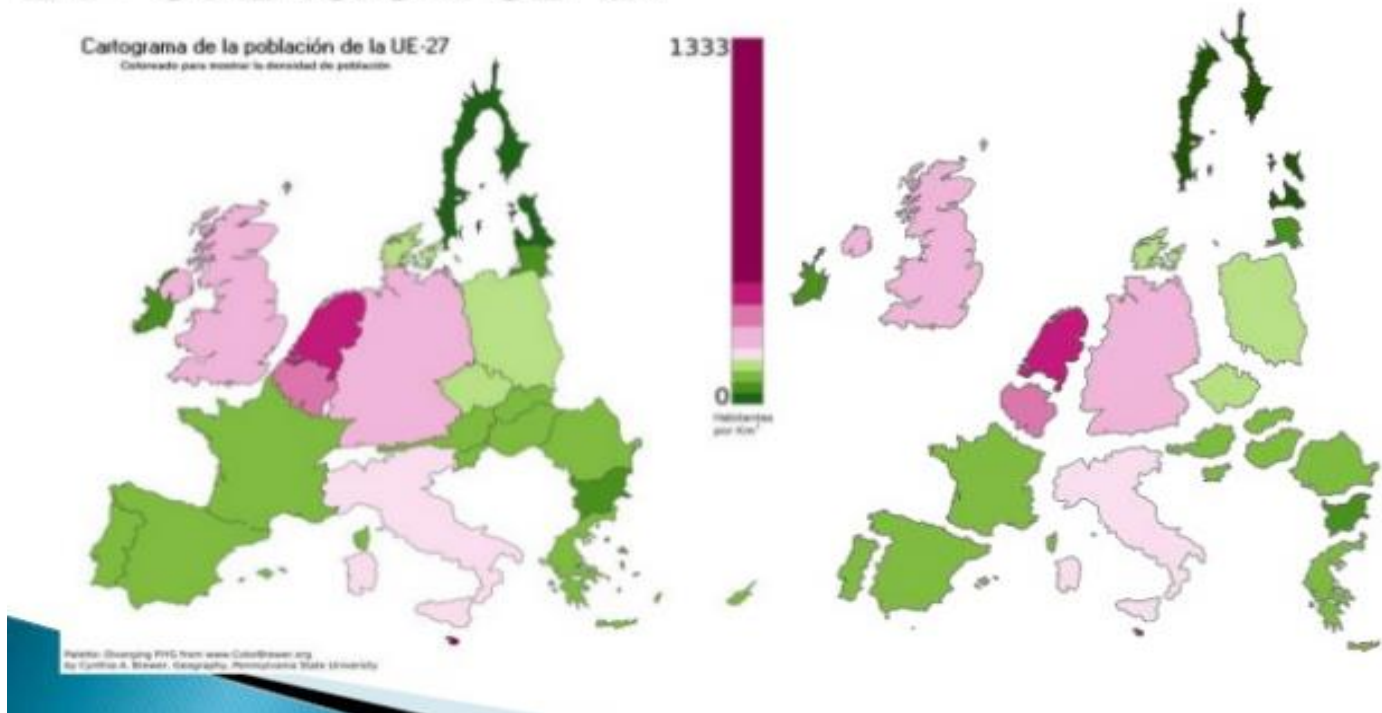 Cartograma de la población de la UE-27
Coloreado para mostrar la densidad de población
1333
0
Habitantes
por Km²
Palette: Diverging PiYG from www.ColorBrewer.org
by Cynthia A. Brewer, Geography, Pennsylvania State University